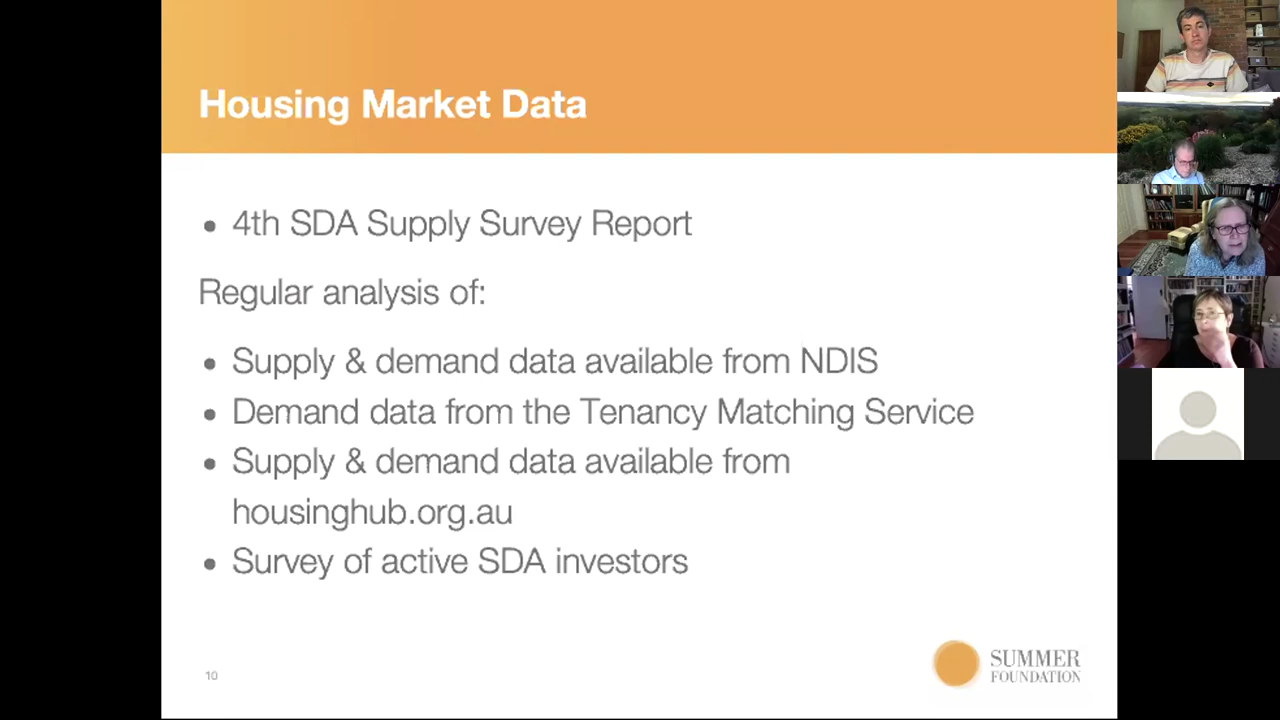 Housing Market Data
• 4th SDA Supply Survey Report
Regular analysis of:
• Supply & demand data available from NDIS
• Demand data from the Tenancy Matching Service
• Supply & demand data available from
housinghub.org.au
• Survey of active SDA investors
10
SUMMER
FOUNDATION